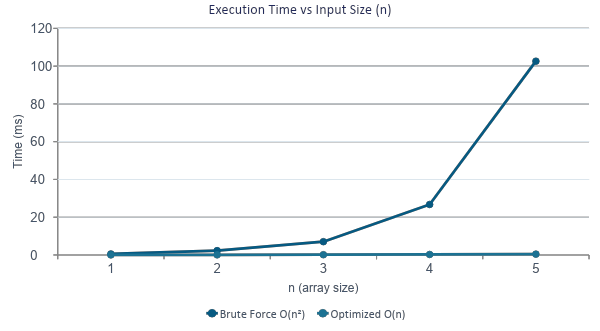 Execution Time vs Input Size (n)
120
100
80
60
40
20
0
Time (ms)
1 2 3 4 5
n (array size)
Brute Force O(n²) Optimized O(n)